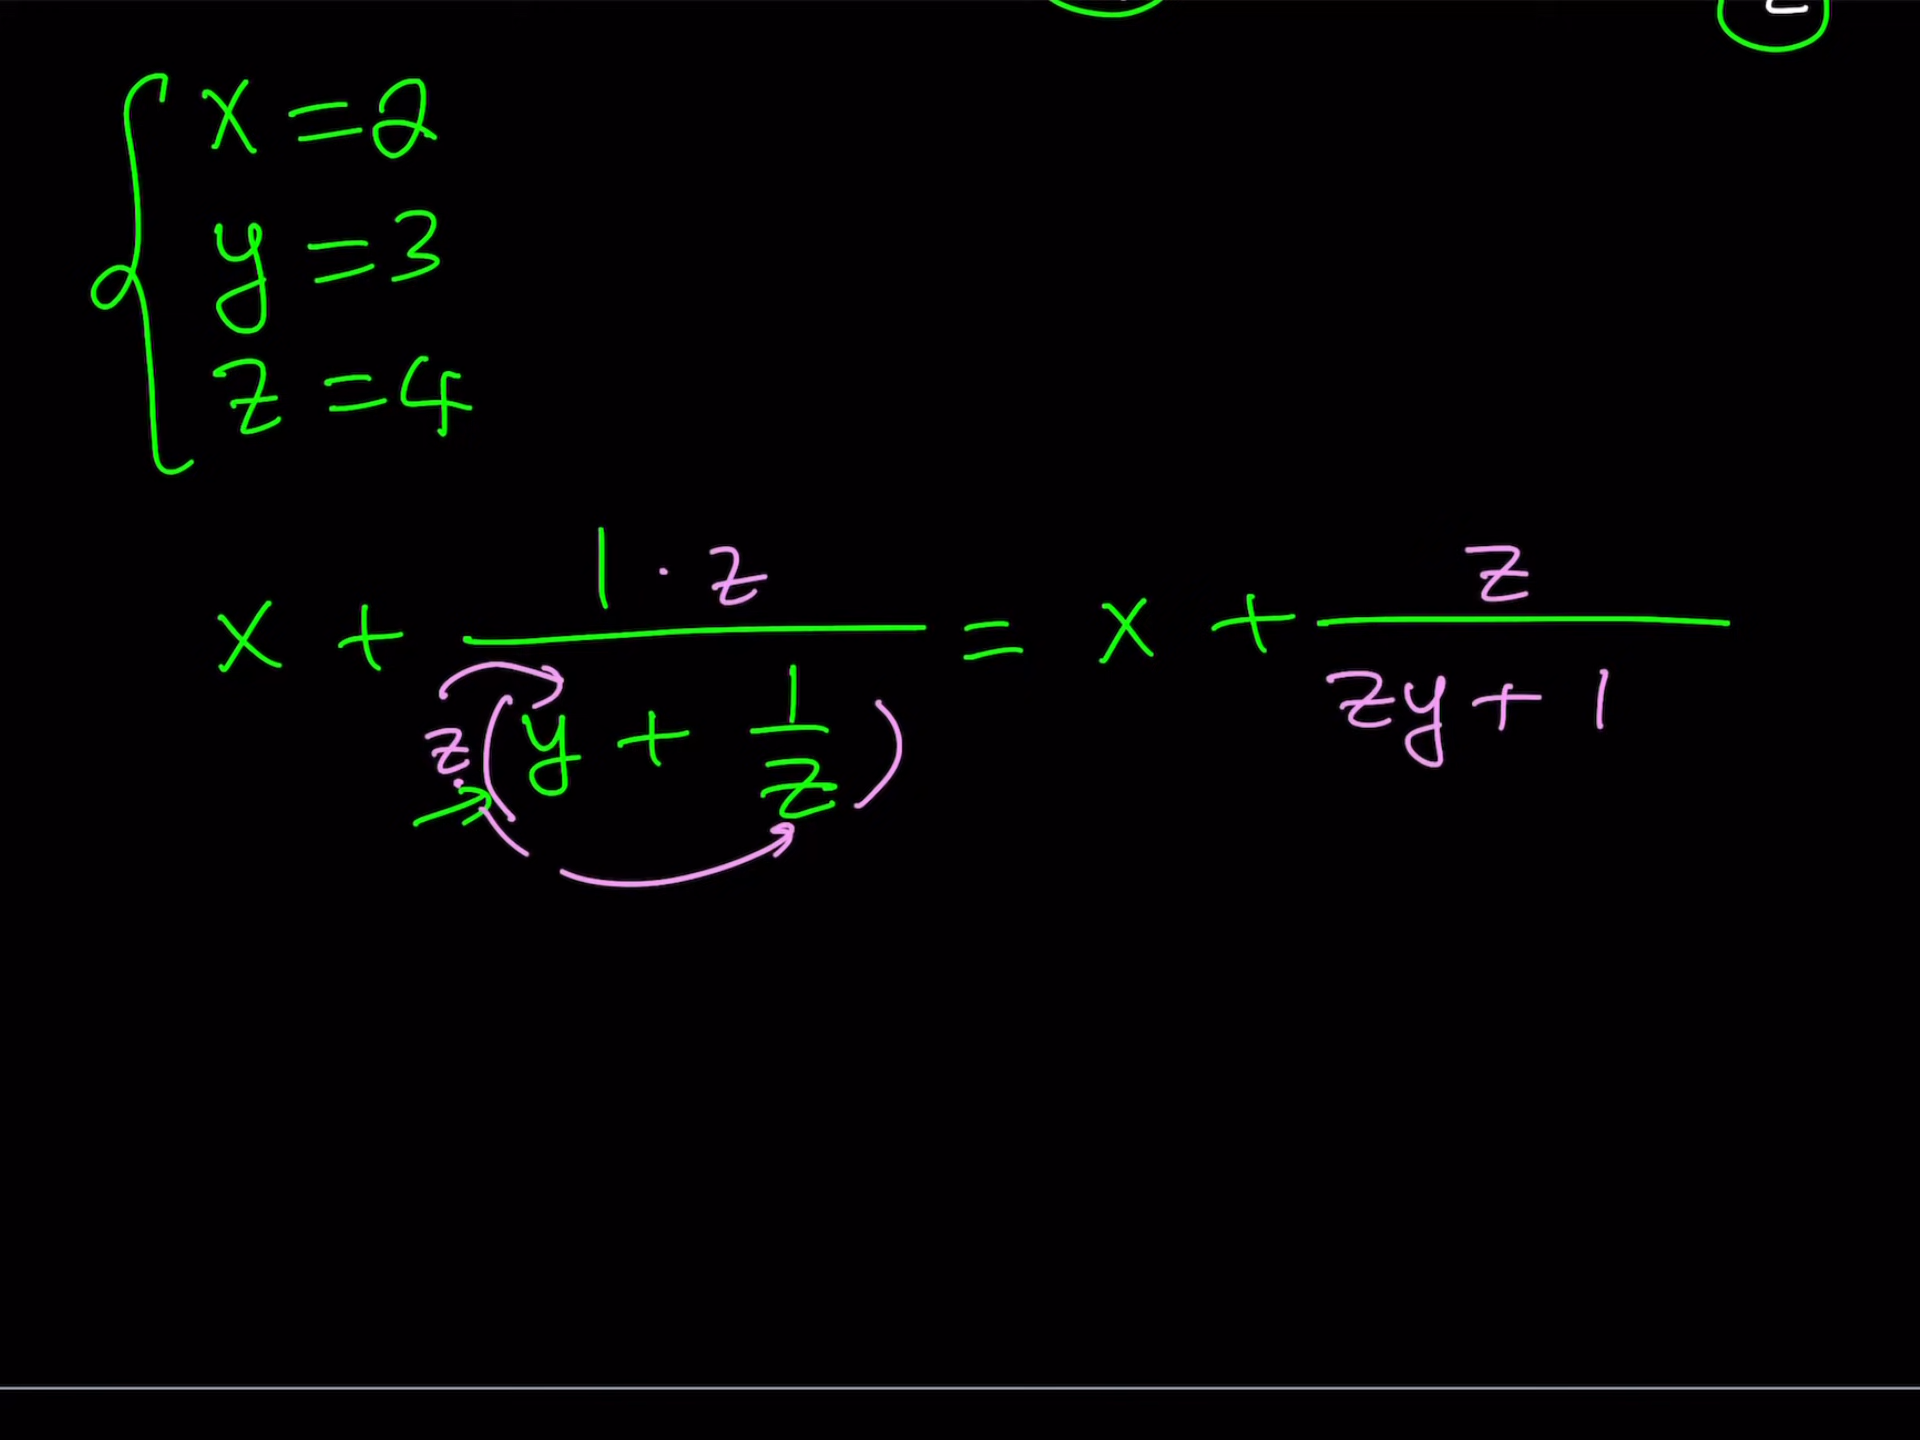 x = 2
y = 3
z = 4
x + (1 · z) / (z · (y + 1/z)) = x + z / (zy + 1)